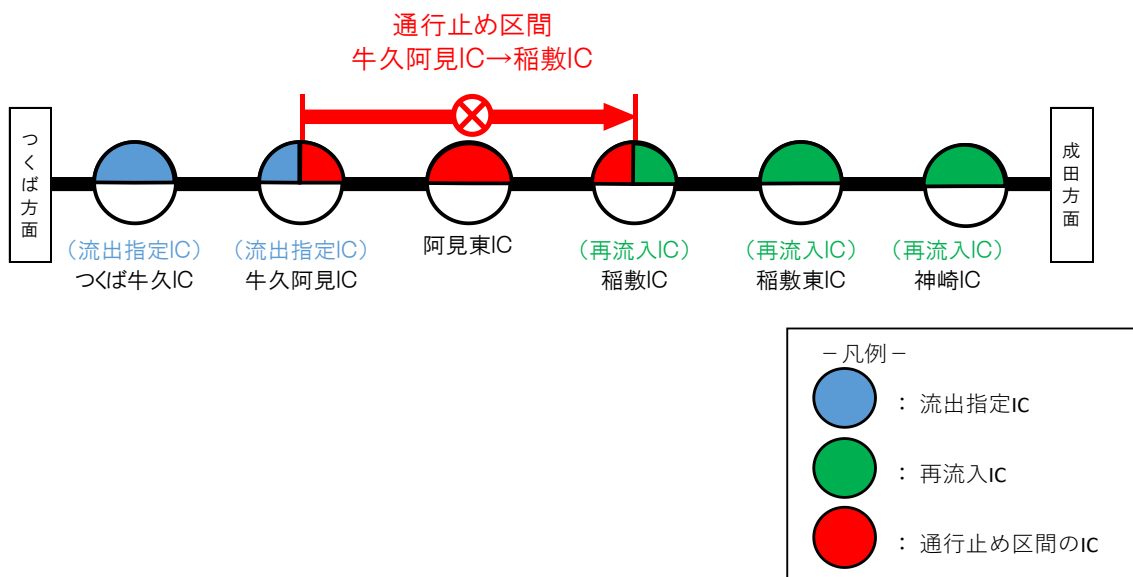 通行止め区間
牛久阿見IC→稲敷IC
つくば方面
成田方面
（流出指定IC）
つくば牛久IC
（流出指定IC）
牛久阿見IC
阿見東IC
（再流入IC）
稲敷IC
（再流入IC）
稲敷東IC
（再流入IC）
神崎IC
－凡例－
：流出指定IC
：再流入IC
：通行止め区間のIC